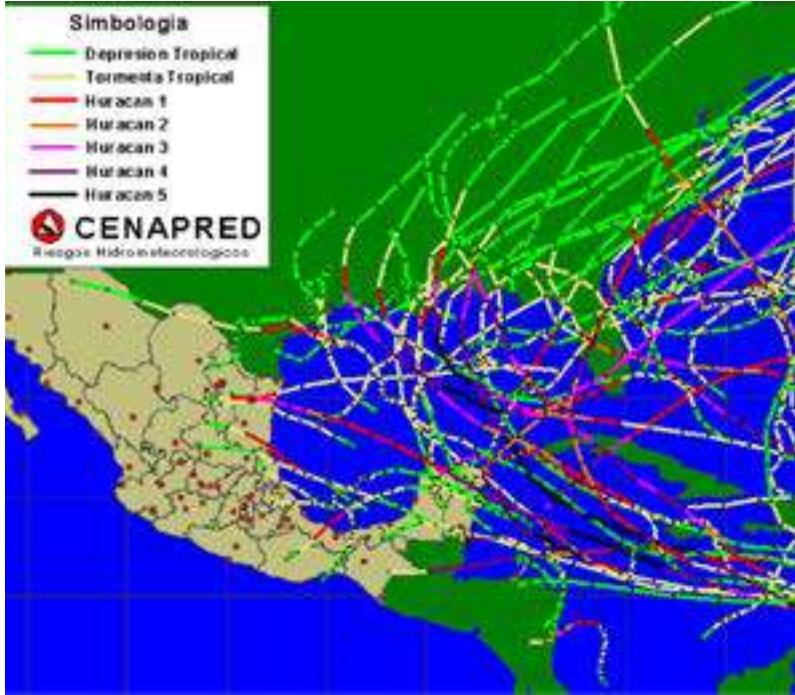 Simbologia
Depresion Tropical
Tormenta Tropical
Huracan 1
Huracan 2
Huracan 3
Huracan 4
Huracan 5
CENAPRED
Riesgos Hidrometeorologicos